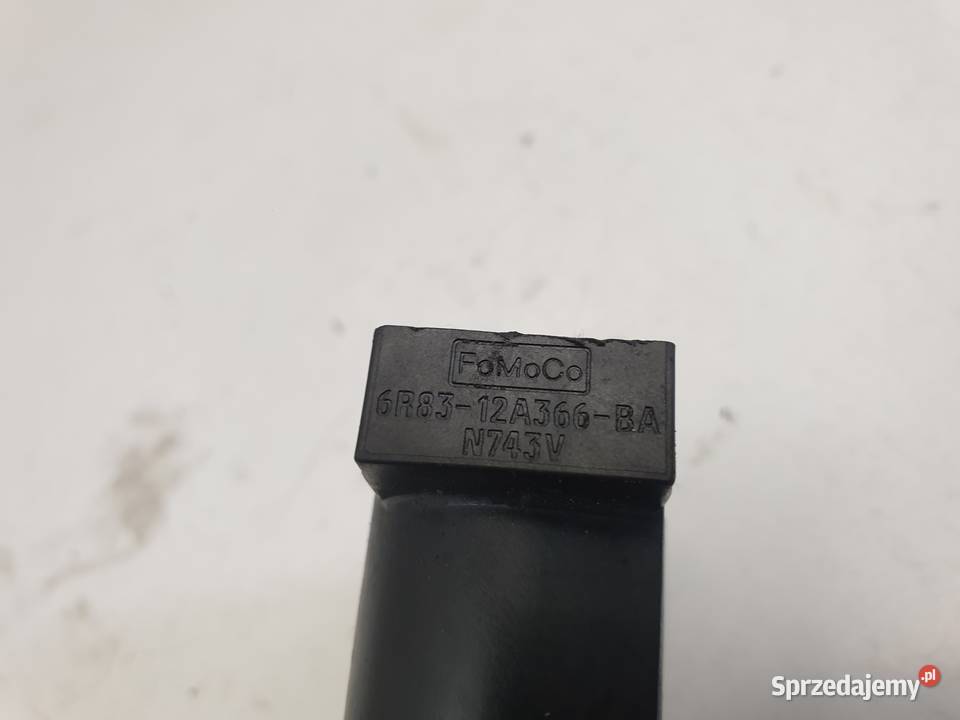 FoMoCo
6R83-12A366-BA
N743V
Sprzedajemy.pl